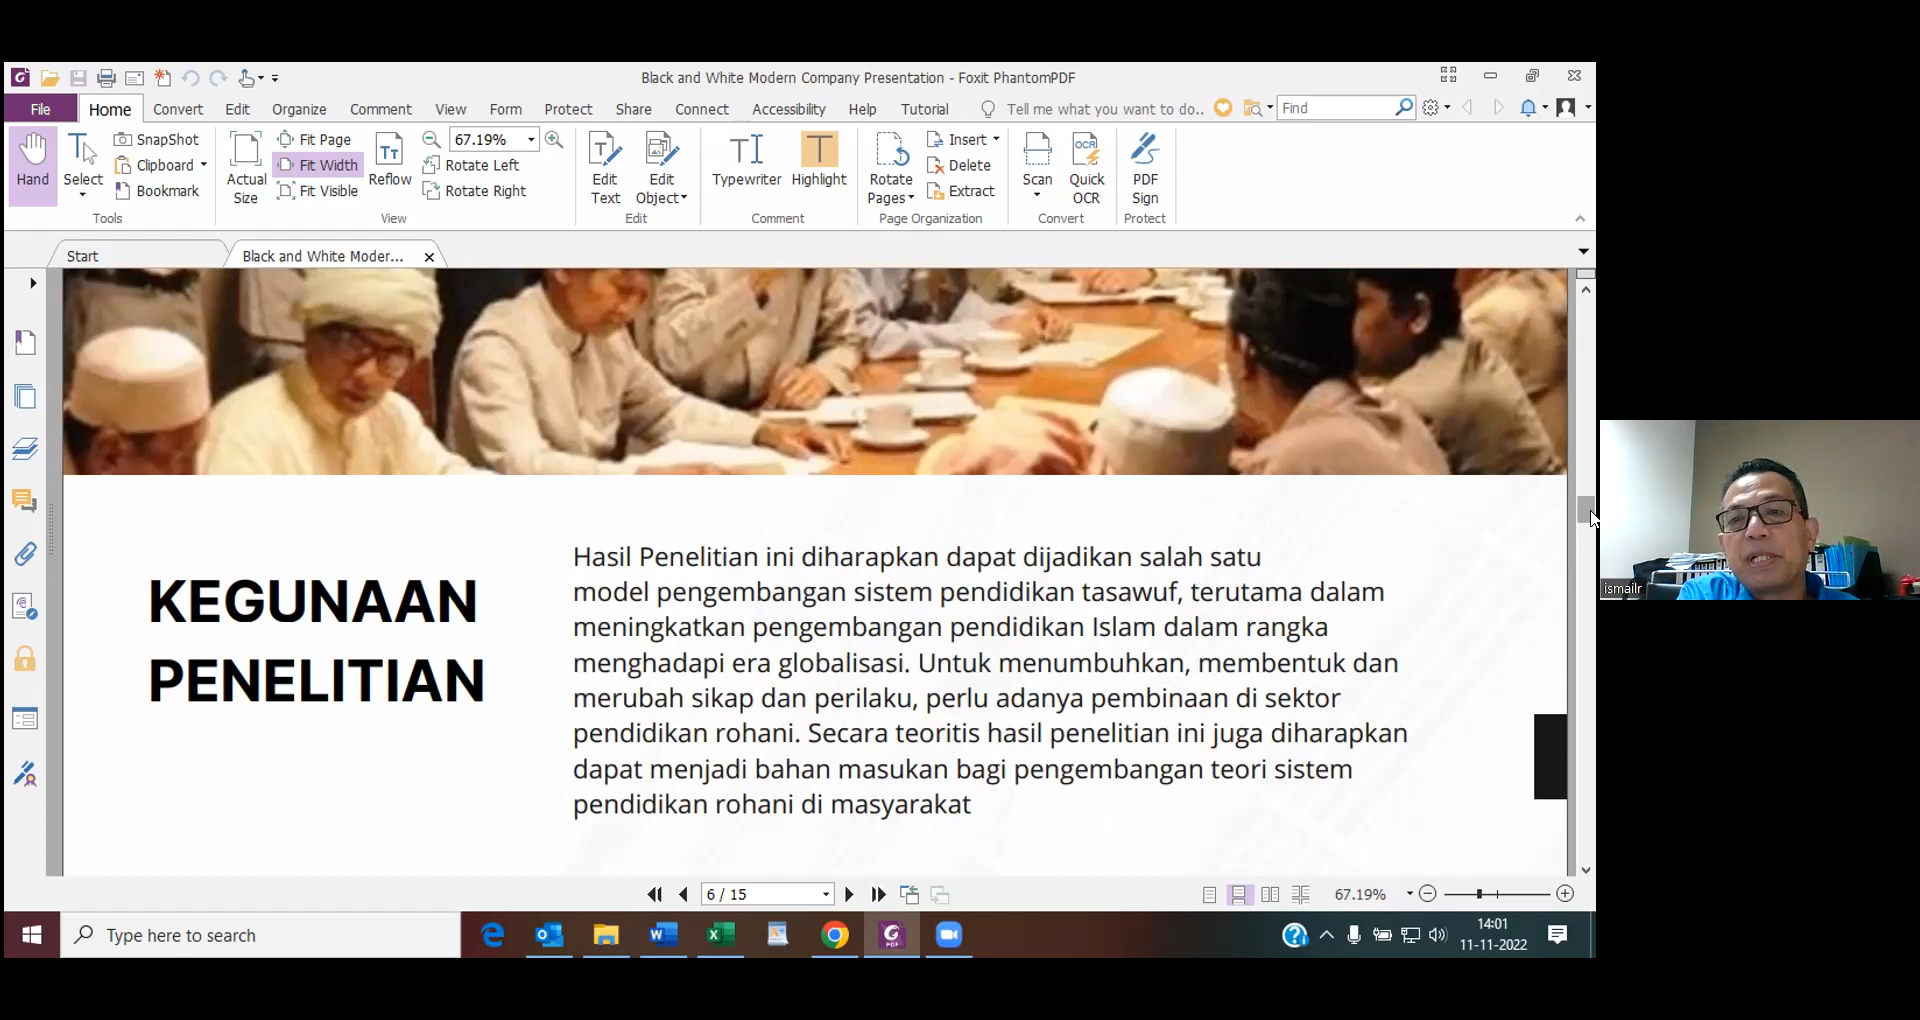 Black and White Modern Company Presentation - Foxit PhantomPDF
File Home Convert Edit Organize Comment View Form Protect Share Connect Accessibility Help Tutorial Tell me what you want to do.. Find
Hand
Select
SnapShot
Clipboard
Bookmark
Tools
Actual Size
Fit Page
Fit Width
Fit Visible
Reflow
67.19%
Rotate Left
Rotate Right
View
Edit Text
Edit Object
Edit
Typewriter
Highlight
Comment
Rotate Pages
Insert
Delete
Extract
Page Organization
Scan
Quick OCR
OCR
Convert
PDF Sign
Protect
Start
Black and White Moder...
KEGUNAAN
PENELITIAN
Hasil Penelitian ini diharapkan dapat dijadikan salah satu
model pengembangan sistem pendidikan tasawuf, terutama dalam
meningkatkan pengembangan pendidikan Islam dalam rangka
menghadapi era globalisasi. Untuk menumbuhkan, membentuk dan
merubah sikap dan perilaku, perlu adanya pembinaan di sektor
pendidikan rohani. Secara teoritis hasil penelitian ini juga diharapkan
dapat menjadi bahan masukan bagi pengembangan teori sistem
pendidikan rohani di masyarakat
ismailr
6 / 15
67.19%
Type here to search
14:01
11-11-2022